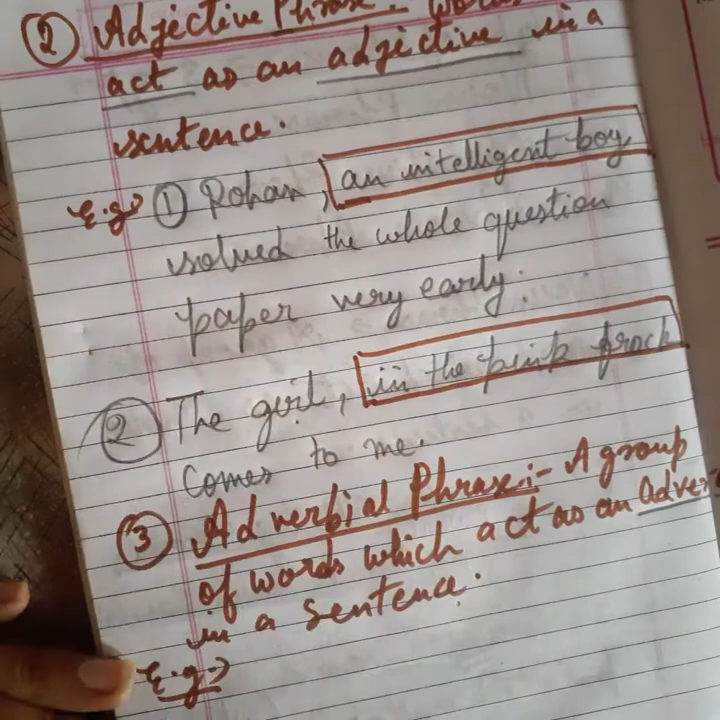 ② Adjective Phrase:- Words
act as an adjective in a
sentence.
E.g→ ① Rohan, an intelligent boy
solved the whole question
paper very early.
② The girl, in the pink frock
comes to me.
③ Adverbial Phrase:- A group
of words which act as an adver
in a sentence.
E.g→